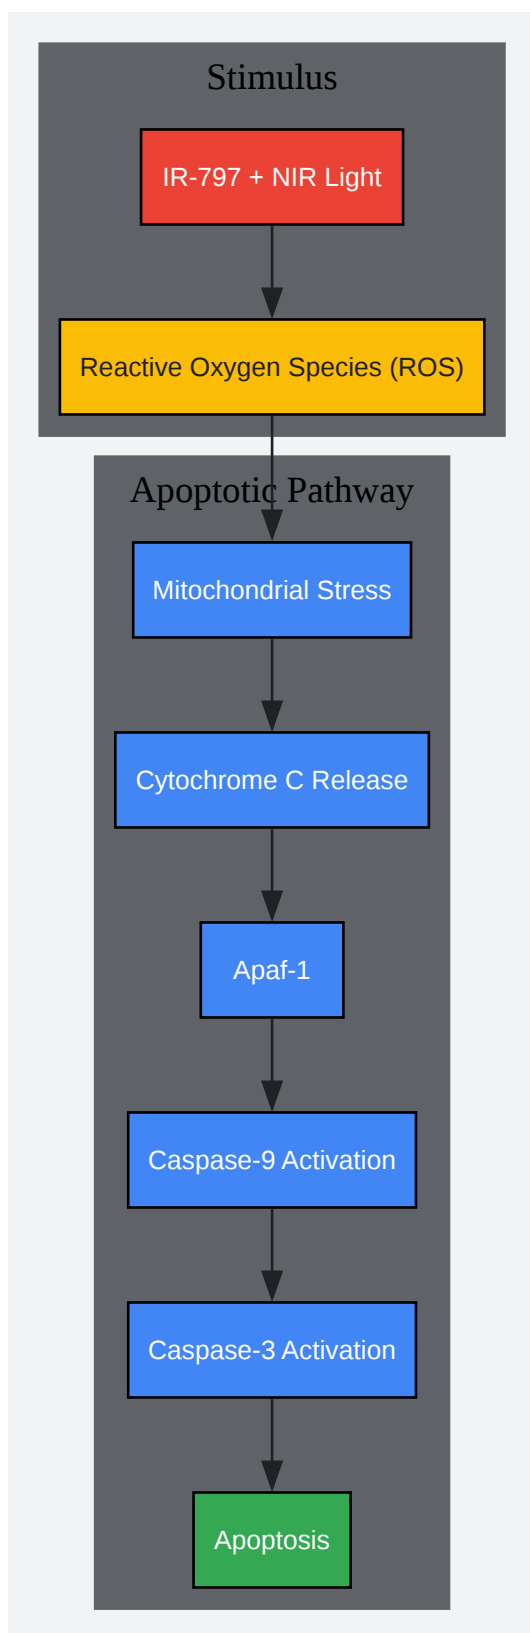 Stimulus
IR-797 + NIR Light
Reactive Oxygen Species (ROS)
Apoptotic Pathway
Mitochondrial Stress
Cytochrome C Release
Apaf-1
Caspase-9 Activation
Caspase-3 Activation
Apoptosis